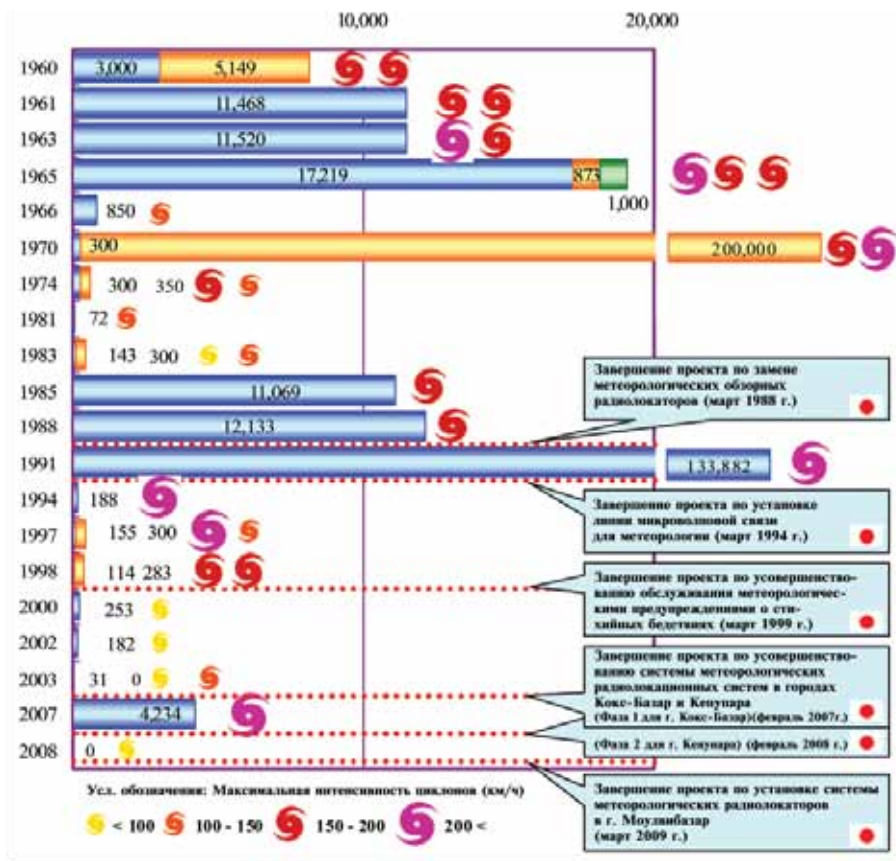 10,000 20,000
1960 3,000 5,149
1961 11,468
1963 11,520
1965 17,219 873
1,000
1966 850
1970 300 200,000
1974 300 350
1981 72
1983 143 300
Завершение проекта по замене
метеорологических обзорных
радиолокаторов (март 1988 г.)
1985 11,069
1988 12,133
1991 133,882
1994 188
Завершение проекта по установке
линии микроволновой связи
для метеорологии (март 1994 г.)
1997 155 300
1998 114 283
Завершение проекта по усовершенство-
ванию обслуживания метеорологичес-
кими предупреждениями о сти-
хийных бедствиях (март 1999 г.)
2000 253
2002 182
2003 31 0
Завершение проекта по усовершенство-
ванию системы метеорологических
радиолокационных систем в городах
Кокс-Базар и Кепупара
(Фаза 1 для г. Кокс-Базар)(февраль 2007г.)
2007 4,234
(Фаза 2 для г. Кепупара) (февраль 2008 г.)
2008 0
Завершение проекта по установке системы
метеорологических радиолокаторов
в г. Моулвибазар
(март 2009 г.)
Усл. обозначения: Максимальная интенсивность циклонов (км/ч)
< 100 100 - 150 150 - 200 200 <